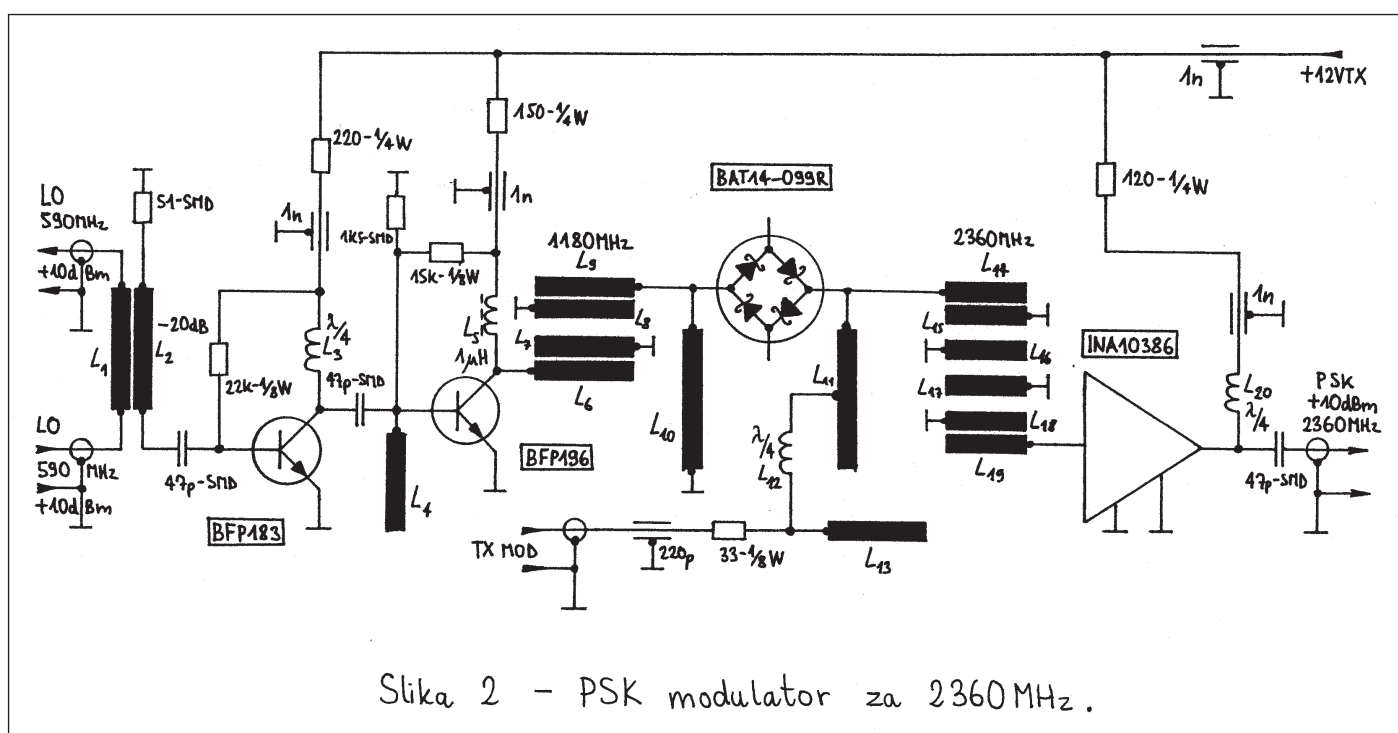 1n
+12VTX
150-1/4W
220-1/4W
BAT14-099R
120-1/4W
LO
590MHz
+10dBm
51-SMD
1n
1k5-SMD
1n
15k-1/8W
1180MHz
L9
2360MHz
L14
1n
-20dB
L1
L2
λ/4
L3
L5
1μH
L7
L8
L6
L15
L16
L17
L18
L19
INA10386
L20
λ/4
PSK
+10dBm
2360MHz
22k-1/8W
47p-SMD
L10
L11
λ/4
L12
LO
590 MHz
+10dBm
47p-SMD
BFP183
L4
BFP196
47p-SMD
TX MOD
220p
33-1/8W
L13
Slika 2 - PSK modulator za 2360MHz.